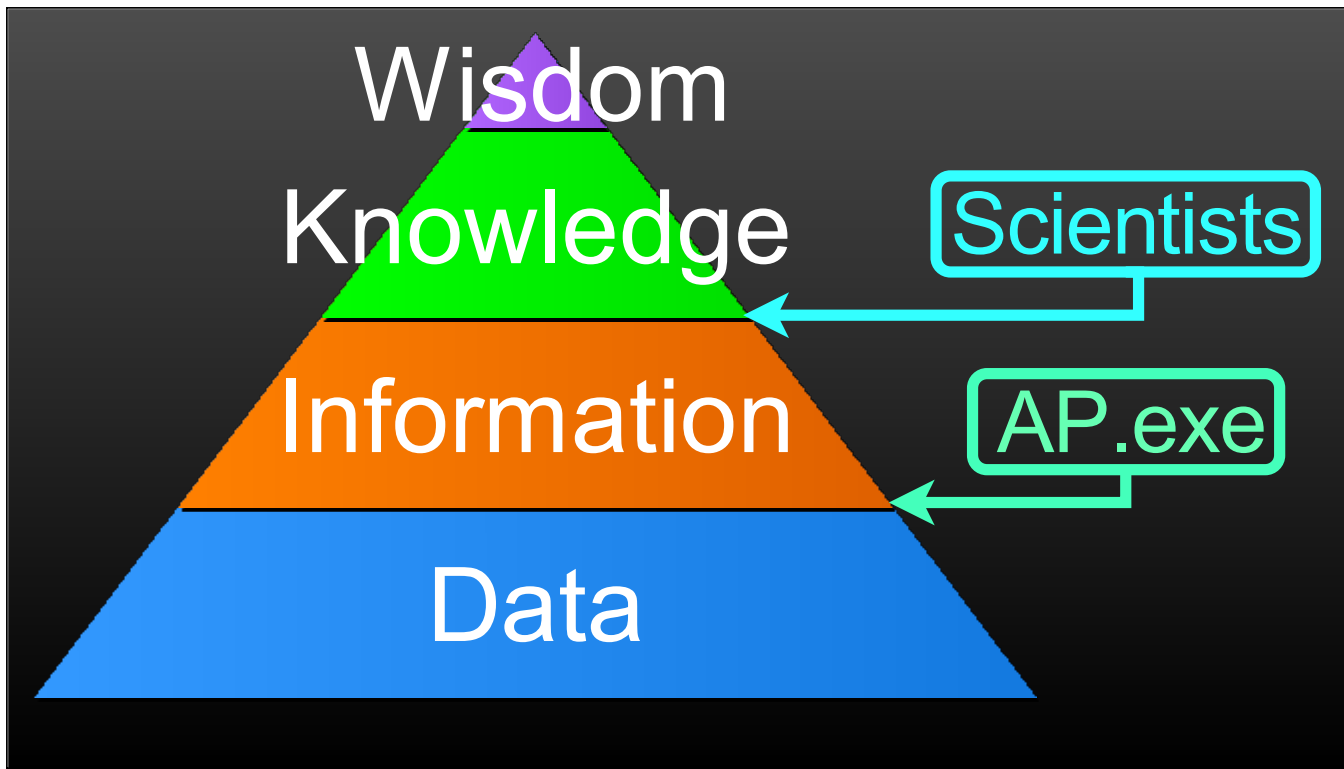 Wisdom
Knowledge
Scientists
Information
AP.exe
Data